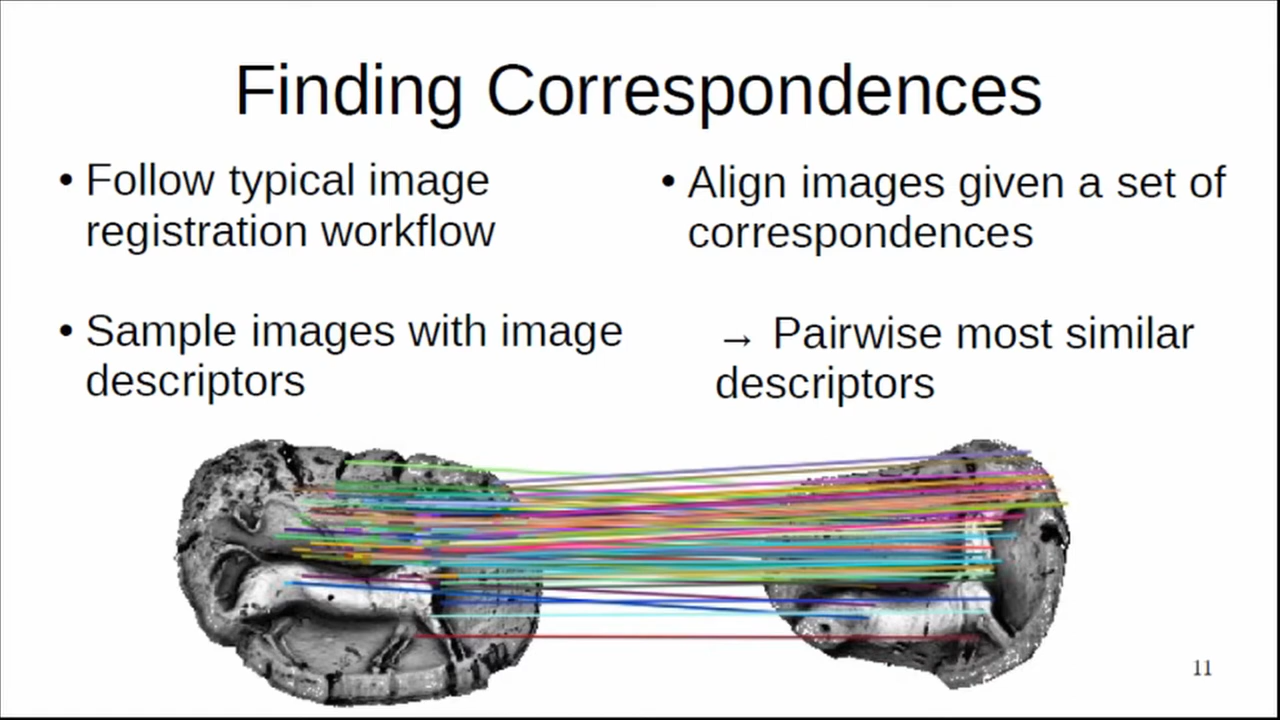 Finding Correspondences
• Follow typical image
registration workflow
• Sample images with image
descriptors
• Align images given a set of
correspondences
→ Pairwise most similar
descriptors
11